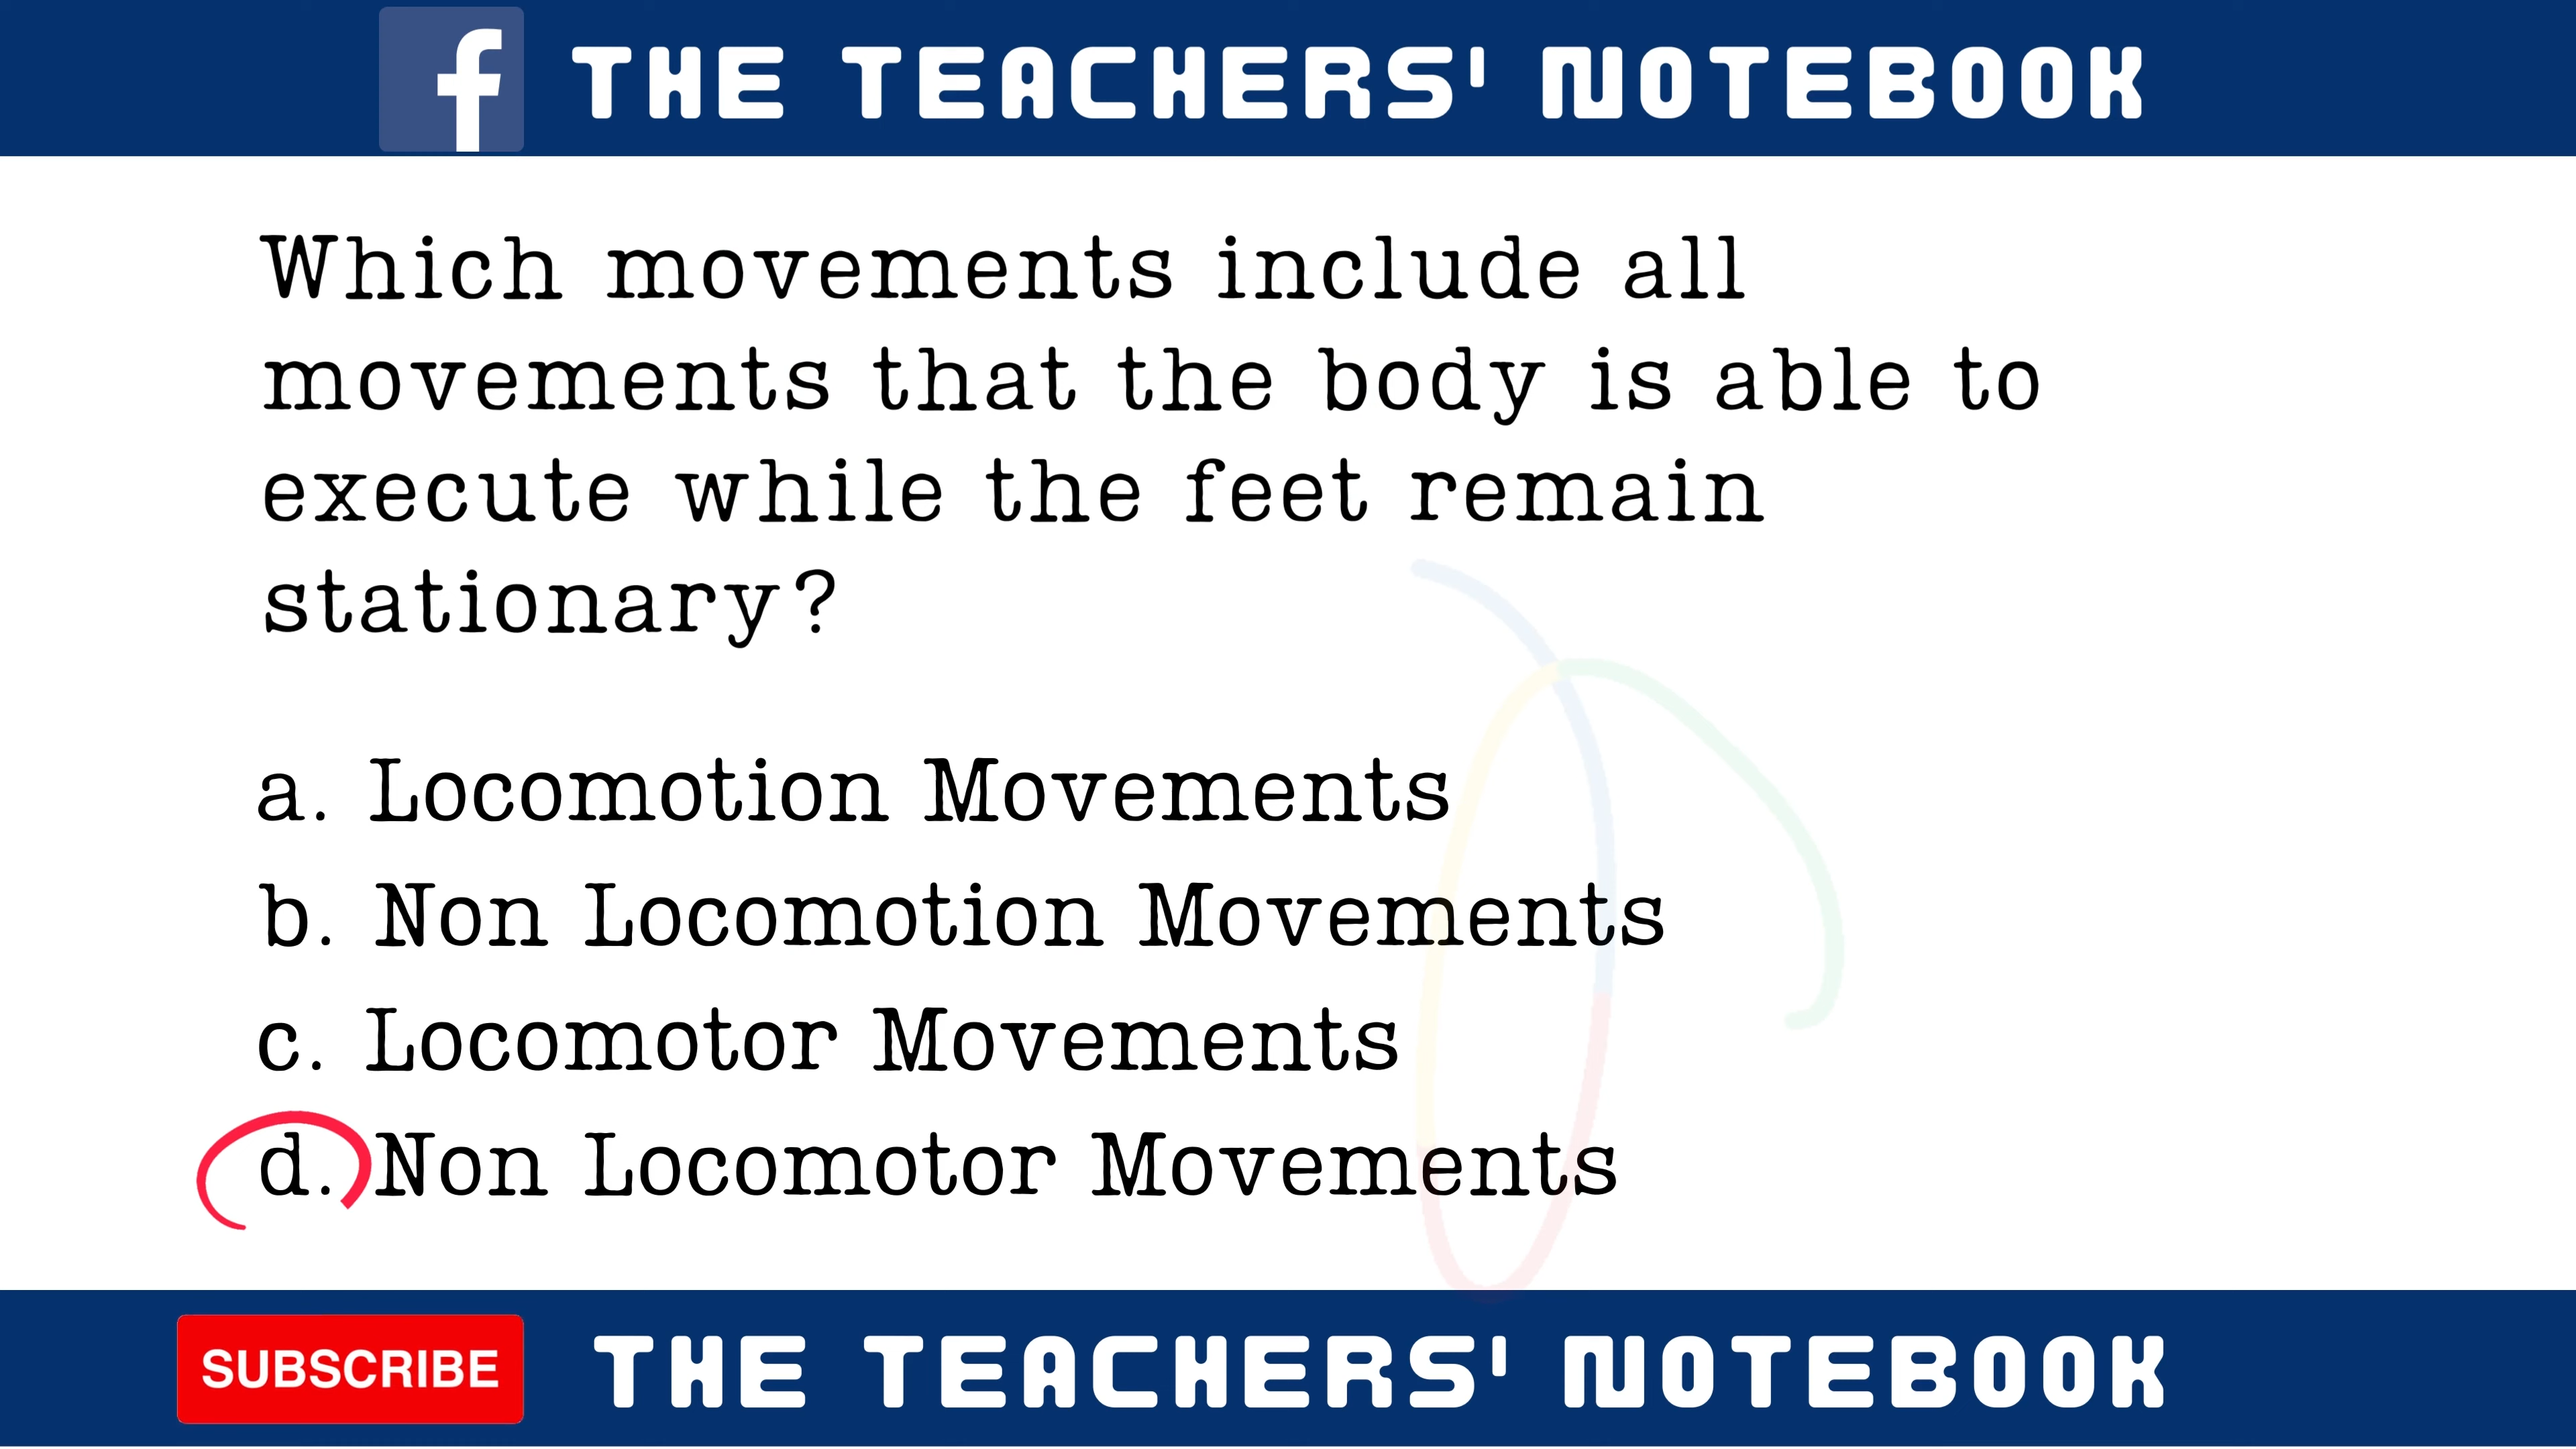 THE TEACHERS' NOTEBOOK
Which movements include all
movements that the body is able to
execute while the feet remain
stationary?
a. Locomotion Movements
b. Non Locomotion Movements
c. Locomotor Movements
d. Non Locomotor Movements
SUBSCRIBE THE TEACHERS' NOTEBOOK